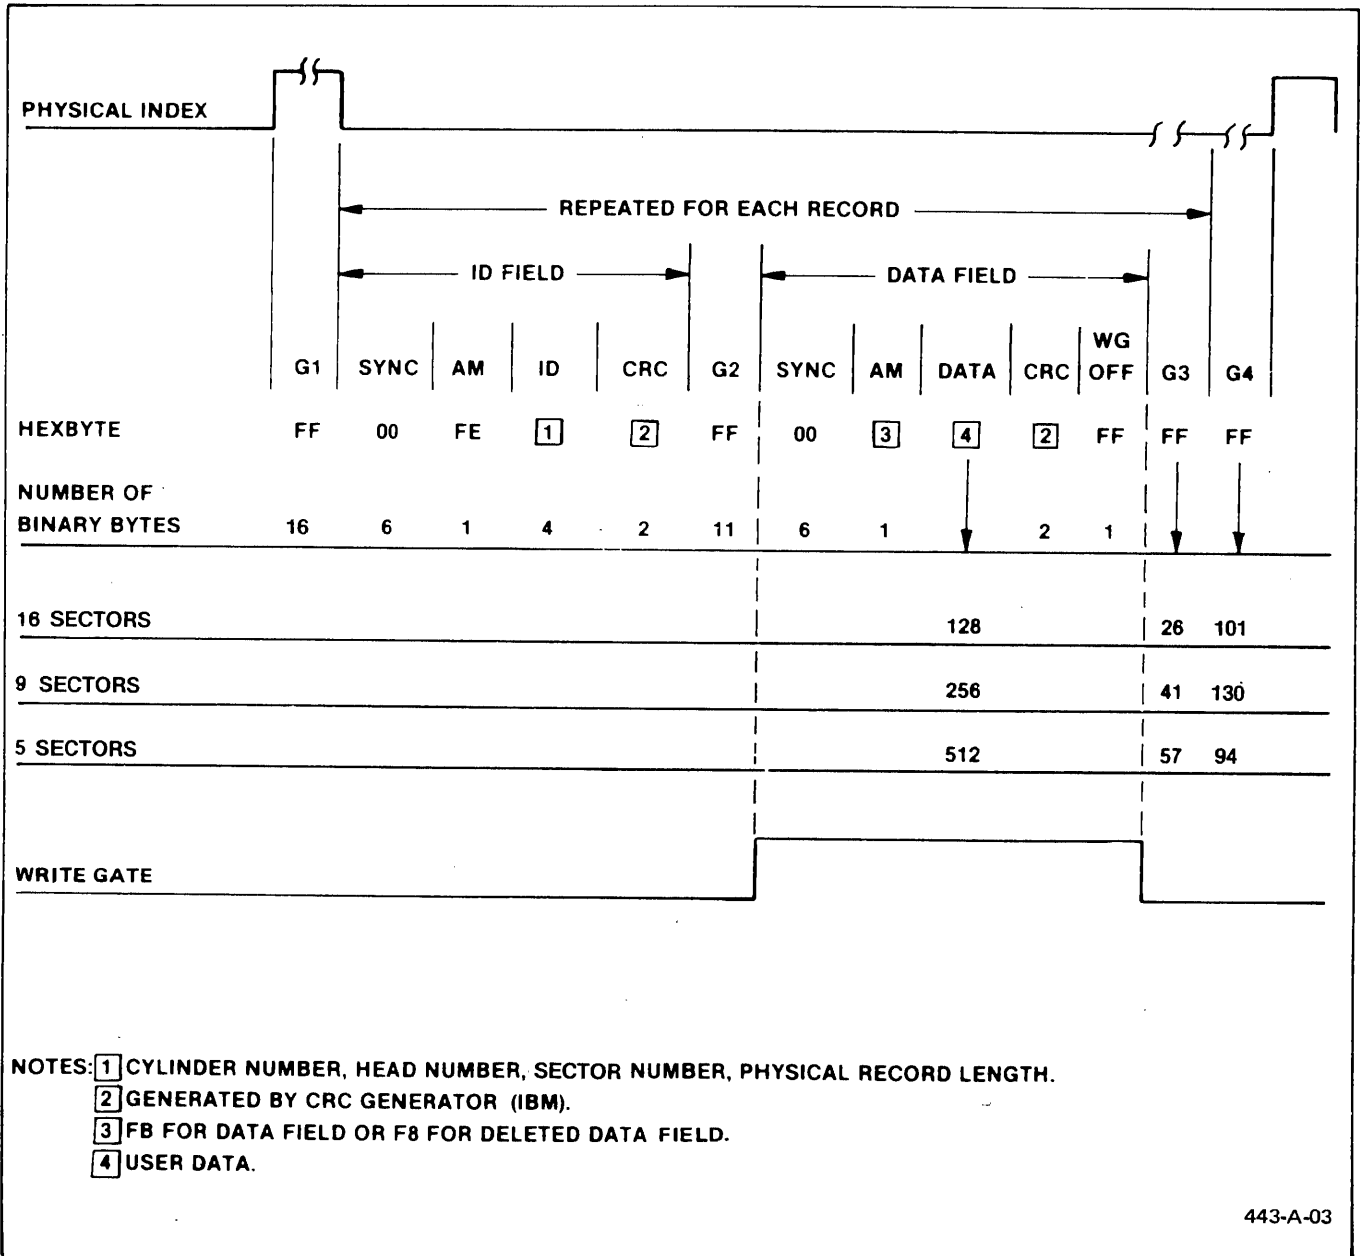 PHYSICAL INDEX
REPEATED FOR EACH RECORD
ID FIELD DATA FIELD
G1 SYNC AM ID CRC G2 SYNC AM DATA CRC WG OFF G3 G4
HEXBYTE FF 00 FE 1 2 FF 00 3 4 2 FF FF FF
NUMBER OF
BINARY BYTES 16 6 1 4 2 11 6 1 2 1
16 SECTORS 128 26 101
9 SECTORS 256 41 130
5 SECTORS 512 57 94
WRITE GATE
NOTES: 1 CYLINDER NUMBER, HEAD NUMBER, SECTOR NUMBER, PHYSICAL RECORD LENGTH.
2 GENERATED BY CRC GENERATOR (IBM).
3 FB FOR DATA FIELD OR F8 FOR DELETED DATA FIELD.
4 USER DATA.
443-A-03